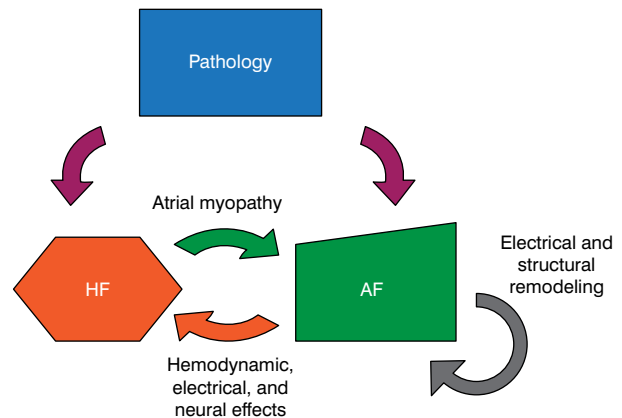 Pathology
Atrial myopathy
Electrical and
structural
remodeling
HF
AF
Hemodynamic,
electrical, and
neural effects